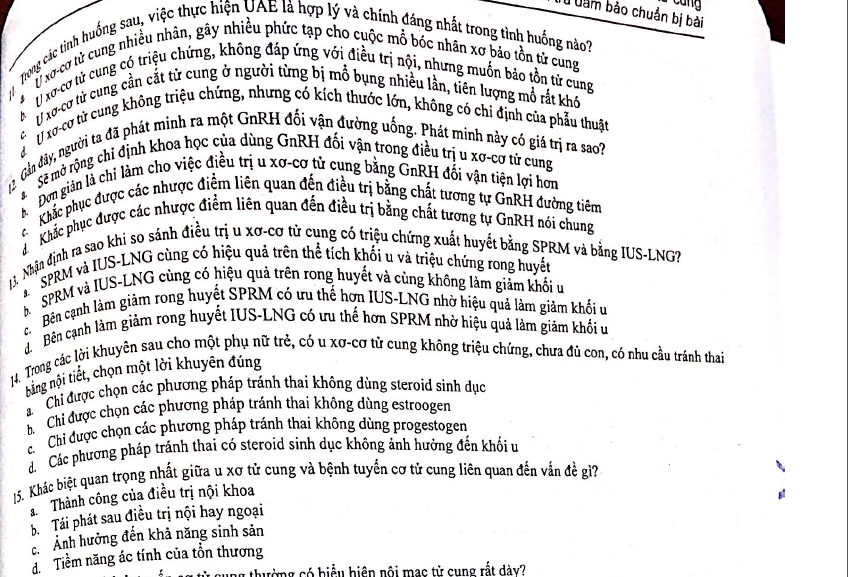 đảm bảo chuẩn bị bài
11. Trong các tình huống sau, việc thực hiện UAE là hợp lý và chính đáng nhất trong tình huống nào?
a. U xơ-cơ tử cung nhiều nhân, gây nhiều phức tạp cho cuộc mổ bóc nhân xơ bảo tồn tử cung
b. U xơ-cơ tử cung có triệu chứng, không đáp ứng với điều trị nội, nhưng muốn bảo tồn tử cung
c. U xơ-cơ tử cung cần cắt tử cung ở người từng bị mổ bụng nhiều lần, tiên lượng mổ rất khó
d. U xơ-cơ tử cung không triệu chứng, nhưng có kích thước lớn, không có chỉ định của phẫu thuật
12. Gần đây, người ta đã phát minh ra một GnRH đối vận đường uống. Phát minh này có giá trị ra sao?
a. Sẽ mở rộng chỉ định khoa học của dùng GnRH đối vận trong điều trị u xơ-cơ tử cung
b. Đơn giản là chỉ làm cho việc điều trị u xơ-cơ tử cung bằng GnRH đối vận tiện lợi hơn
c. Khắc phục được các nhược điểm liên quan đến điều trị bằng chất tương tự GnRH đường tiêm
d. Khắc phục được các nhược điểm liên quan đến điều trị bằng chất tương tự GnRH nói chung
13. Nhận định ra sao khi so sánh điều trị u xơ-cơ tử cung có triệu chứng xuất huyết bằng SPRM và bằng IUS-LNG?
a. SPRM và IUS-LNG cùng có hiệu quả trên thể tích khối u và triệu chứng rong huyết
b. SPRM và IUS-LNG cùng có hiệu quả trên rong huyết và cùng không làm giảm khối u
c. Bên cạnh làm giảm rong huyết SPRM có ưu thế hơn IUS-LNG nhờ hiệu quả làm giảm khối u
d. Bên cạnh làm giảm rong huyết IUS-LNG có ưu thế hơn SPRM nhờ hiệu quả làm giảm khối u
14. Trong các lời khuyên sau cho một phụ nữ trẻ, có u xơ-cơ tử cung không triệu chứng, chưa đủ con, có nhu cầu tránh thai
bằng nội tiết, chọn một lời khuyên đúng
a. Chỉ được chọn các phương pháp tránh thai không dùng steroid sinh dục
b. Chỉ được chọn các phương pháp tránh thai không dùng estroogen
c. Chỉ được chọn các phương pháp tránh thai không dùng progestogen
d. Các phương pháp tránh thai có steroid sinh dục không ảnh hưởng đến khối u
15. Khác biệt quan trọng nhất giữa u xơ tử cung và bệnh tuyến cơ tử cung liên quan đến vấn đề gì?
a. Thành công của điều trị nội khoa
b. Tái phát sau điều trị nội hay ngoại
c. Ảnh hưởng đến khả năng sinh sản
d. Tiềm năng ác tính của tổn thương
tử cung thường có biểu hiện nội mạc tử cung rất dày?